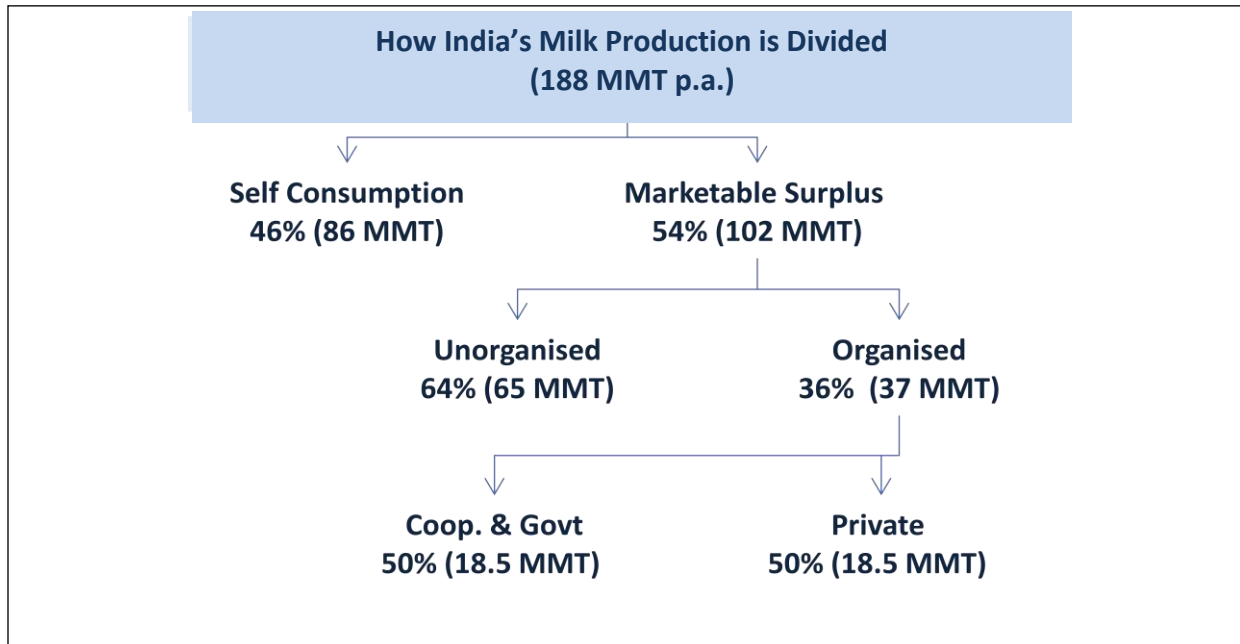 How India’s Milk Production is Divided
(188 MMT p.a.)
Self Consumption
46% (86 MMT)
Marketable Surplus
54% (102 MMT)
Unorganised
64% (65 MMT)
Organised
36%  (37 MMT)
Coop. & Govt
50% (18.5 MMT)
Private
50% (18.5 MMT)